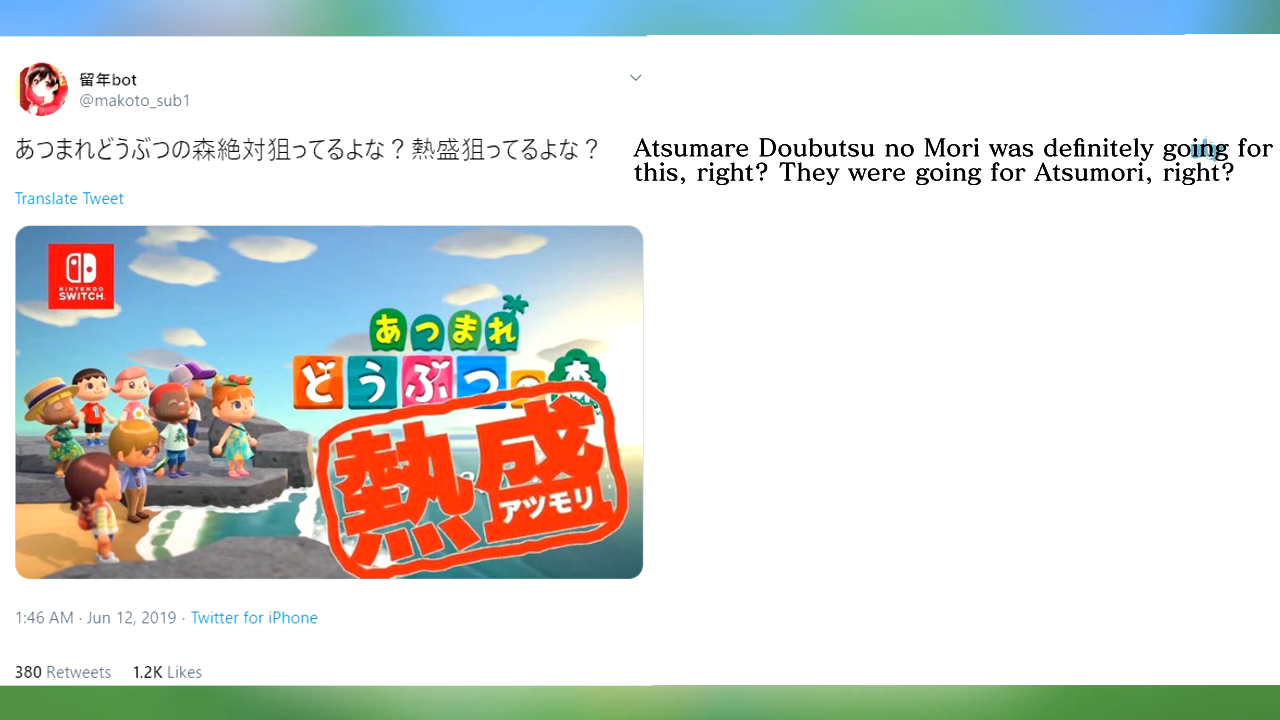 留年bot
@makoto_sub1
あつまれどうぶつの森絶対狙ってるよな？熱盛狙ってるよな？
Atsumare Doubutsu no Mori was definitely going for
this, right? They were going for Atsumori, right?
Translate Tweet
NINTENDO
SWITCH
あつまれ
どうぶつの森
熱盛
アツモリ
1:46 AM · Jun 12, 2019 · Twitter for iPhone
380 Retweets 1.2K Likes